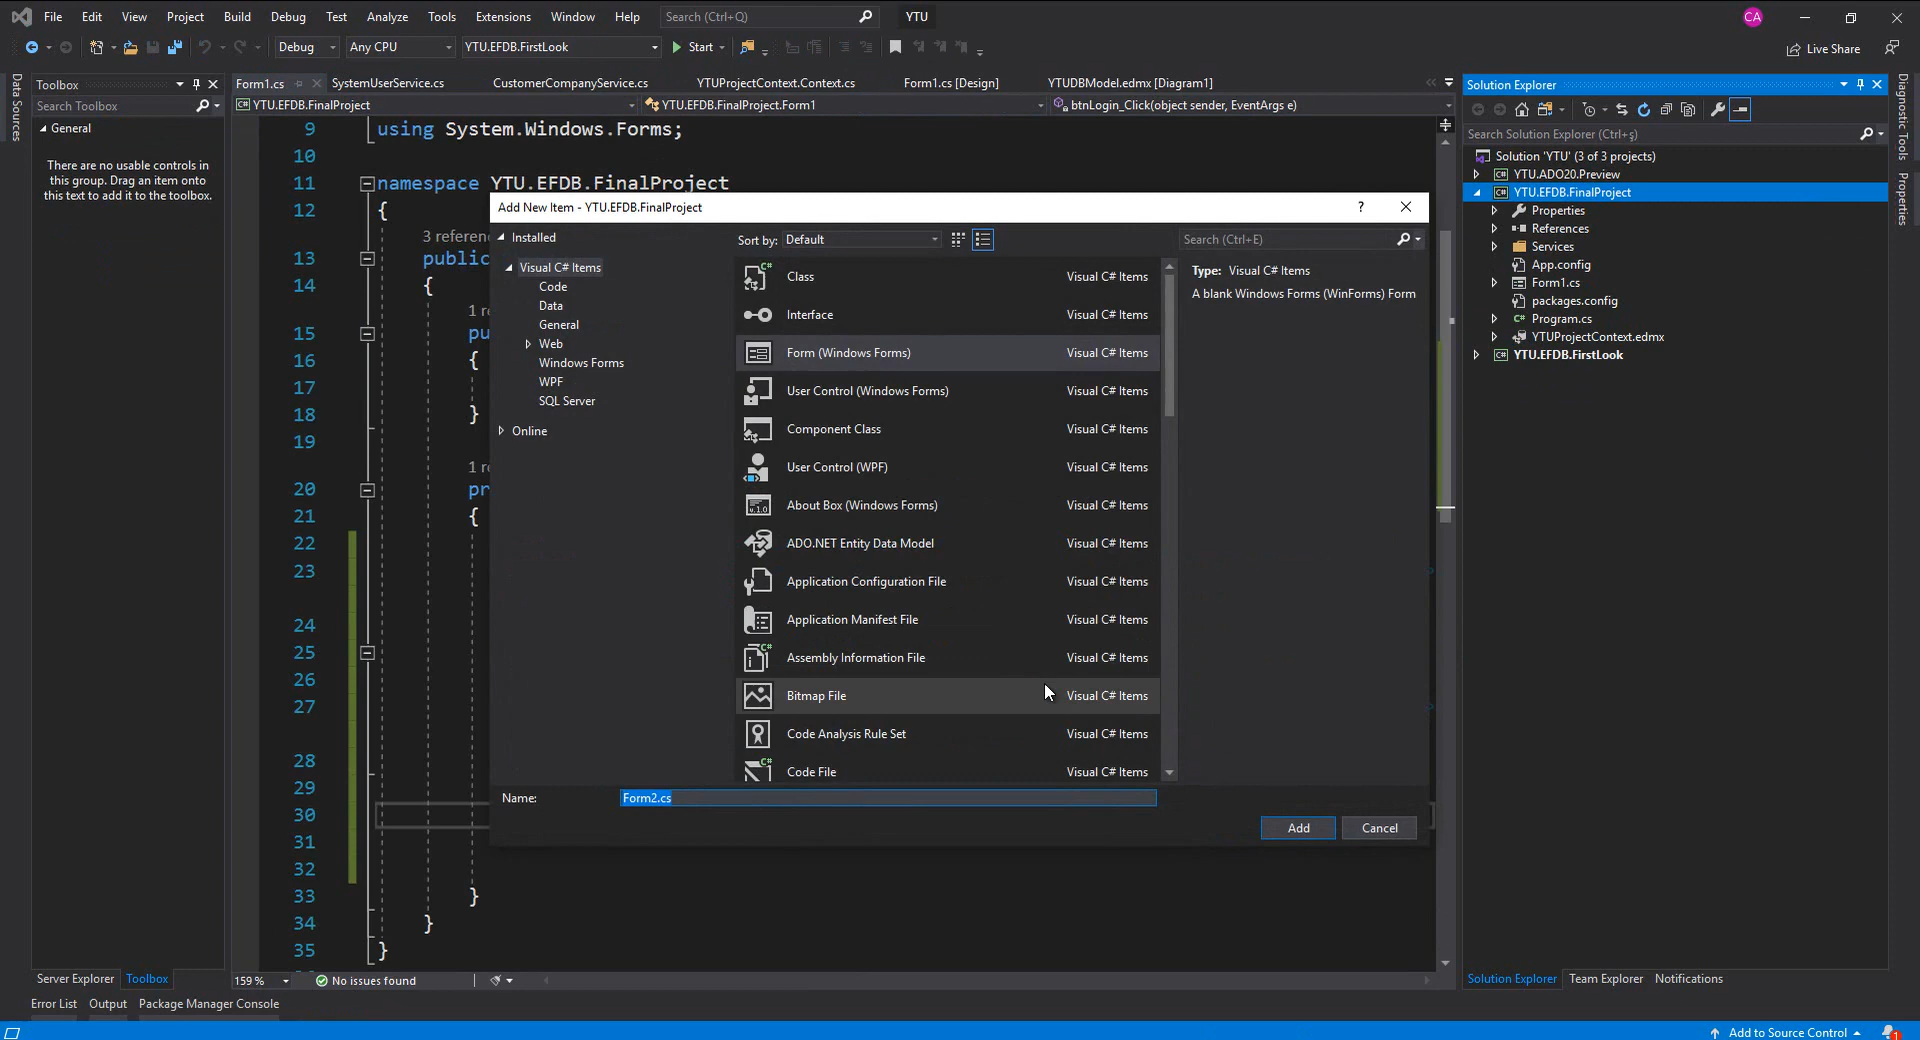 File Edit View Project Build Debug Test Analyze Tools Extensions Window Help Search (Ctrl+Q) YTU CA
Debug Any CPU YTU.EFDB.FirstLook Start Live Share
Data Sources
Toolbox
Search Toolbox
General
There are no usable controls in
this group. Drag an item onto
this text to add it to the toolbox.
Server Explorer Toolbox
Form1.cs SystemUserService.cs CustomerCompanyService.cs YTUProjectContext.Context.cs Form1.cs [Design] YTUDBModel.edmx [Diagram1]
YTU.EFDB.FinalProject YTU.EFDB.FinalProject.Form1 btnLogin_Click(object sender, EventArgs e)
9 using System.Windows.Forms;
10
11 namespace YTU.EFDB.FinalProject
12 {
3 referen
13 public
14 {
1 re
15 pu
16 {
17
18 }
19
1 re
20 pr
21 {
22
23
24
25
26
27
28
29
30
31
32
33 }
34 }
35 }
159 % No issues found
Add New Item - YTU.EFDB.FinalProject ?
Installed
Visual C# Items
Code
Data
General
Web
Windows Forms
WPF
SQL Server
Online
Sort by: Default
Search (Ctrl+E)
Class Visual C# Items
Interface Visual C# Items
Form (Windows Forms) Visual C# Items
User Control (Windows Forms) Visual C# Items
Component Class Visual C# Items
User Control (WPF) Visual C# Items
About Box (Windows Forms) Visual C# Items
ADO.NET Entity Data Model Visual C# Items
Application Configuration File Visual C# Items
Application Manifest File Visual C# Items
Assembly Information File Visual C# Items
Bitmap File Visual C# Items
Code Analysis Rule Set Visual C# Items
Code File Visual C# Items
Type: Visual C# Items
A blank Windows Forms (WinForms) Form
Name: Form2.cs
Add Cancel
Solution Explorer
Search Solution Explorer (Ctrl+ş)
Solution 'YTU' (3 of 3 projects)
YTU.ADO20.Preview
YTU.EFDB.FinalProject
Properties
References
Services
App.config
Form1.cs
packages.config
Program.cs
YTUProjectContext.edmx
YTU.EFDB.FirstLook
Solution Explorer Team Explorer Notifications
Diagnostic Tools
Properties
Error List Output Package Manager Console
Add to Source Control 1